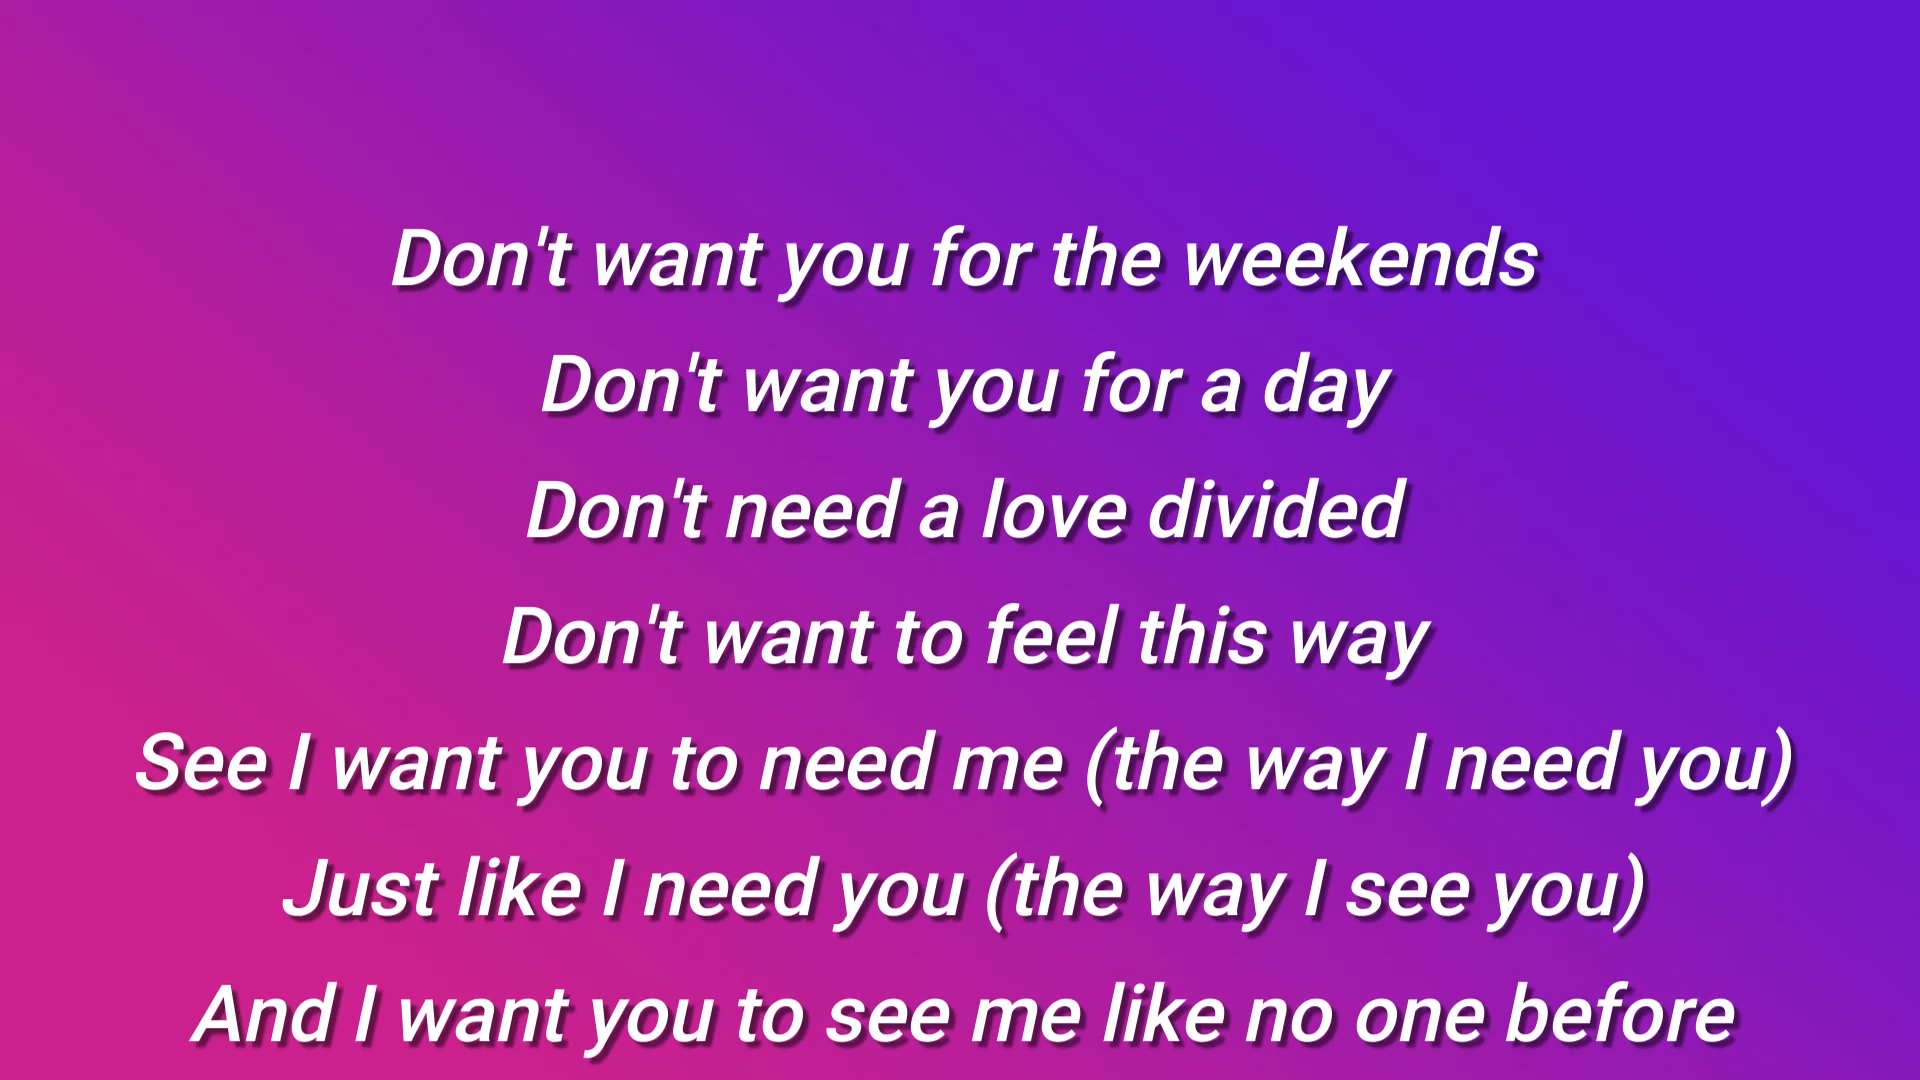 Don't want you for the weekends
Don't want you for a day
Don't need a love divided
Don't want to feel this way
See I want you to need me (the way I need you)
Just like I need you (the way I see you)
And I want you to see me like no one before